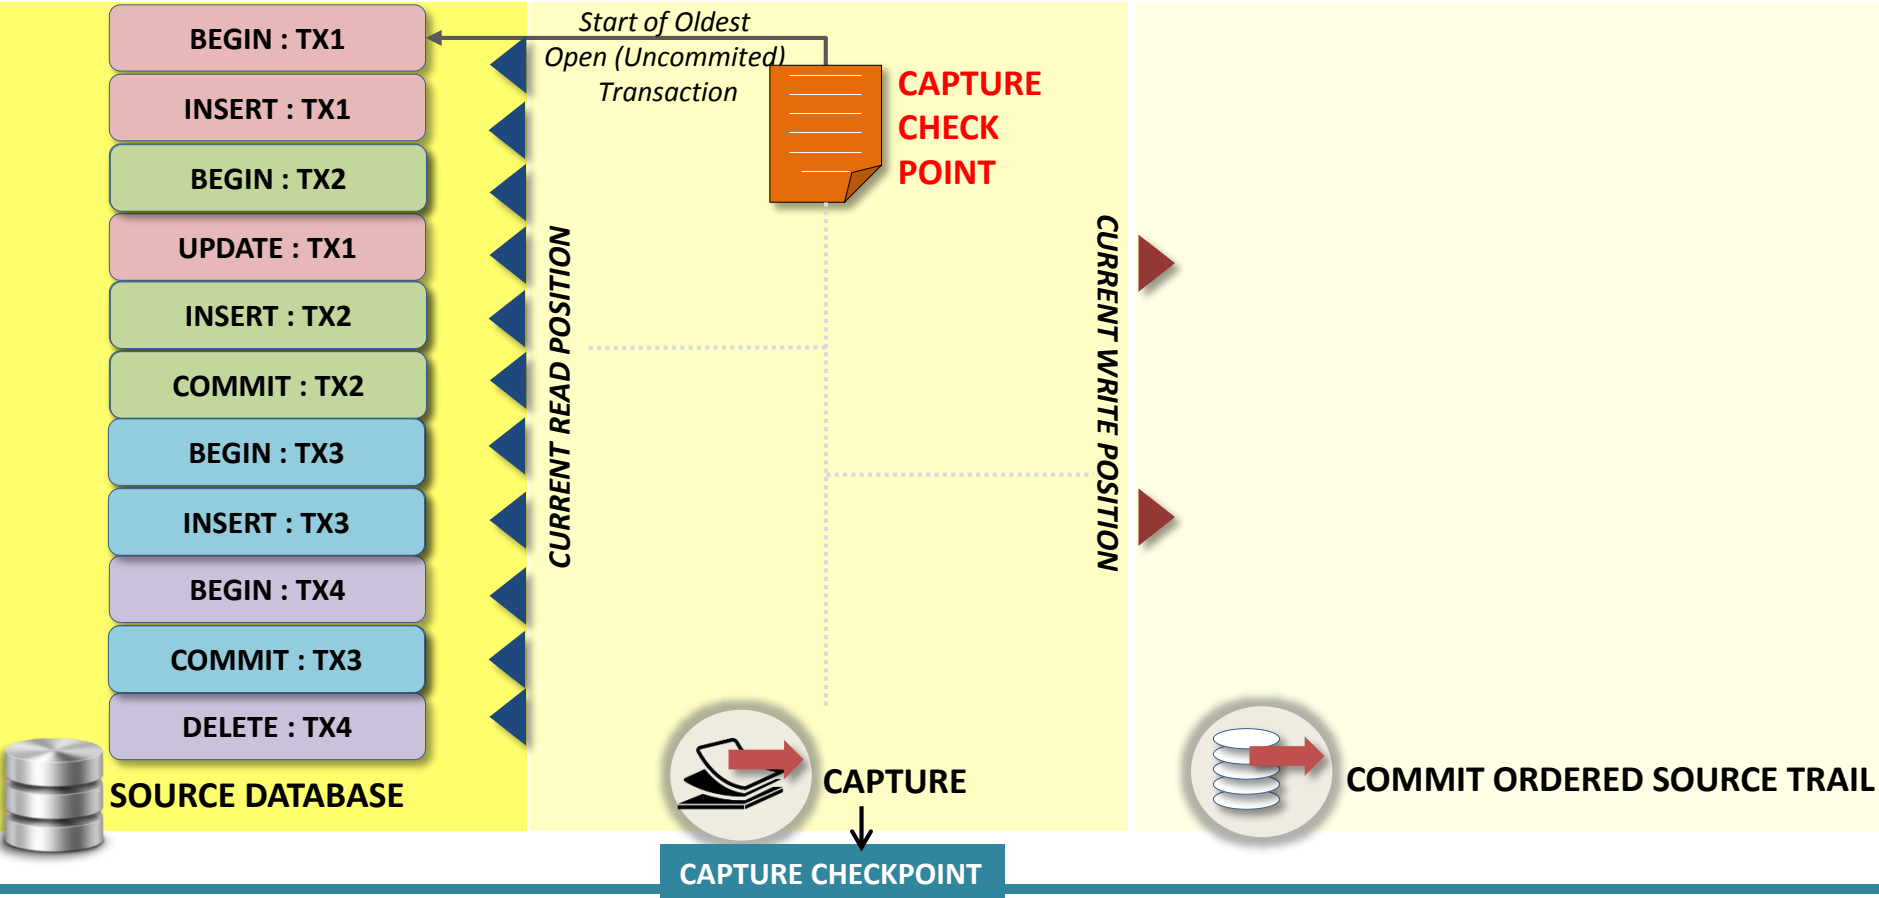 BEGIN : TX1
INSERT : TX1
BEGIN : TX2
UPDATE : TX1
INSERT : TX2
COMMIT : TX2
BEGIN : TX3
INSERT : TX3
BEGIN : TX4
COMMIT : TX3
DELETE : TX4
SOURCE DATABASE
Start of Oldest
Open (Uncommited)
Transaction
CAPTURE
CHECK
POINT
CURRENT READ POSITION
CURRENT WRITE POSITION
CAPTURE
COMMIT ORDERED SOURCE TRAIL
CAPTURE CHECKPOINT